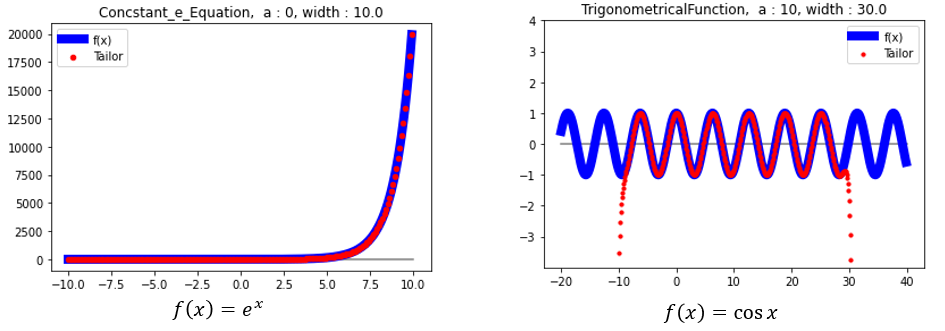 Concstant_e_Equation, a : 0, width : 10.0
f(x)
Tailor
20000
17500
15000
12500
10000
7500
5000
2500
0
−10.0 −7.5 −5.0 −2.5 0.0 2.5 5.0 7.5 10.0
f(x) = e^x
TrigonometricalFunction, a : 10, width : 30.0
f(x)
Tailor
4
3
2
1
0
−1
−2
−3
−20 −10 0 10 20 30 40
f(x) = cos x